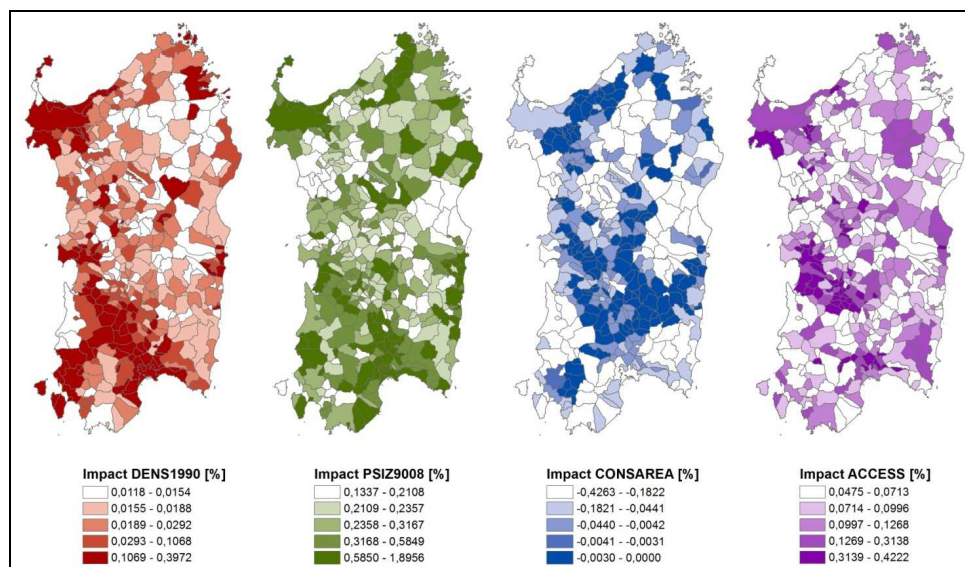 Impact DENS1990 [%]
0,0118 - 0,0154
0,0155 - 0,0188
0,0189 - 0,0292
0,0293 - 0,1068
0,1069 - 0,3972
Impact PSIZ9008 [%]
0,1337 - 0,2108
0,2109 - 0,2357
0,2358 - 0,3167
0,3168 - 0,5849
0,5850 - 1,8956
Impact CONSAREA [%]
-0,4263 - -0,1822
-0,1821 - -0,0441
-0,0440 - -0,0042
-0,0041 - -0,0031
-0,0030 - 0,0000
Impact ACCESS [%]
0,0475 - 0,0713
0,0714 - 0,0996
0,0997 - 0,1268
0,1269 - 0,3138
0,3139 - 0,4222